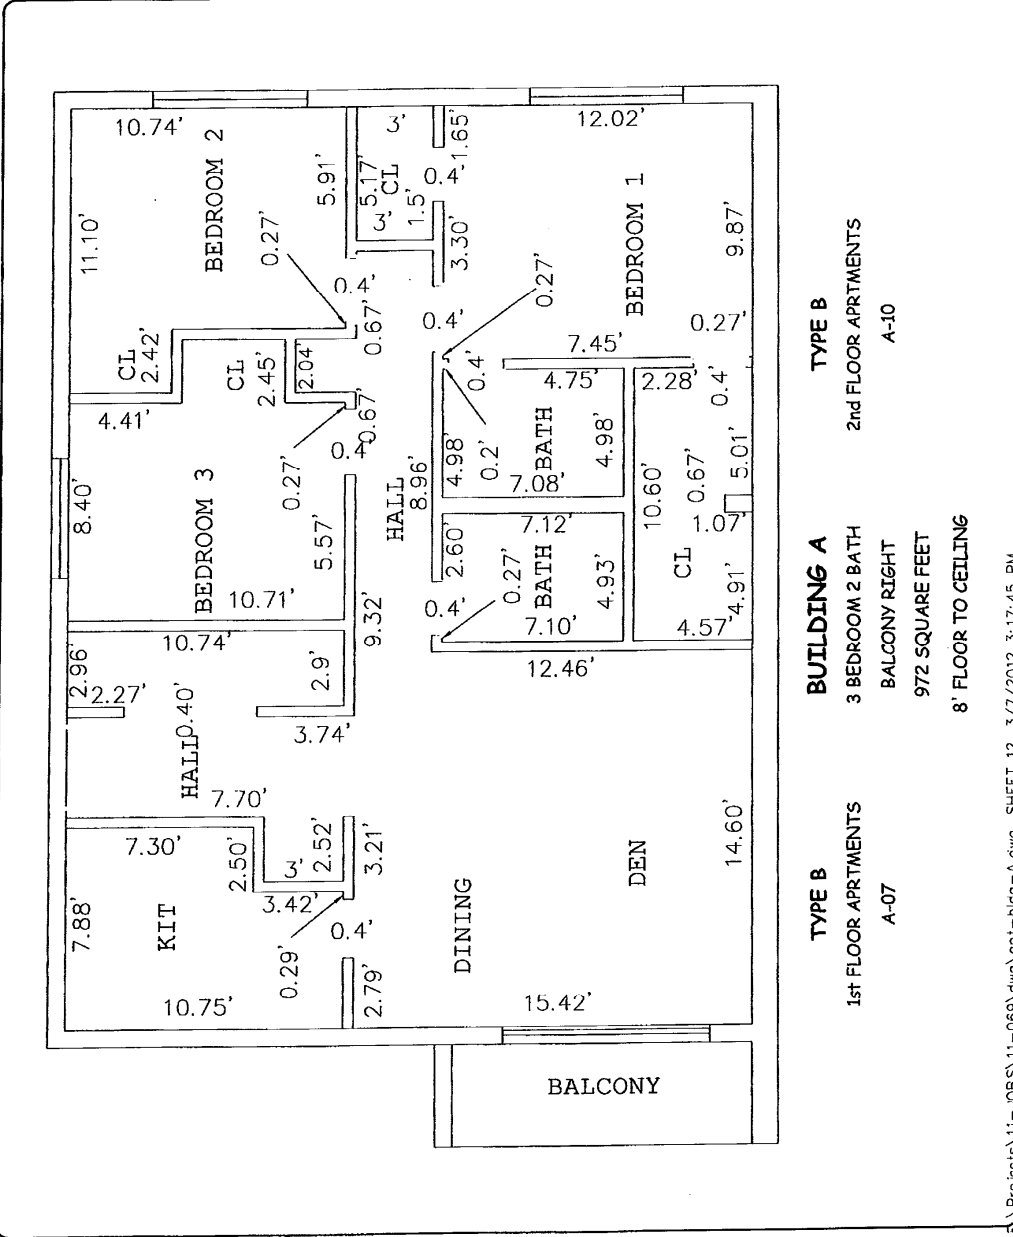 10.74'
BEDROOM 2
11.10'
5.91'
0.27'
0.4'
0.67'
3'
5.17'
CL
3'
1.5'
1.65'
0.4'
3.30'
12.02'
BEDROOM 1
9.87'
0.27'
0.4'
0.27'
7.45'
CL
2.42'
4.41'
CL
2.45'
2.04'
0.67'
0.4'
0.27'
8.40'
BEDROOM 3
5.57'
10.71'
HALL
8.96'
9.32'
0.4'
4.98'
0.2'
BATH
4.75'
4.98'
7.08'
2.28'
0.4'
10.60'
0.67'
5.01'
1.07'
CL
4.91'
4.57'
7.12'
2.60'
BATH
0.27'
4.93'
0.4'
7.10'
12.46'
10.74'
2.96'
2.27'
0.40'
2.9'
3.74'
HALL
7.70'
7.30'
2.50'
2.52'
3'
3.42'
3.21'
7.88'
KIT
0.29'
0.4'
10.75'
2.79'
DINING
DEN
14.60'
15.42'
BALCONY
TYPE B
1st FLOOR APRTMENTS
A-07
BUILDING A
3 BEDROOM 2 BATH
BALCONY RIGHT
972 SQUARE FEET
8' FLOOR TO CEILING
TYPE B
2nd FLOOR APRTMENTS
A-10